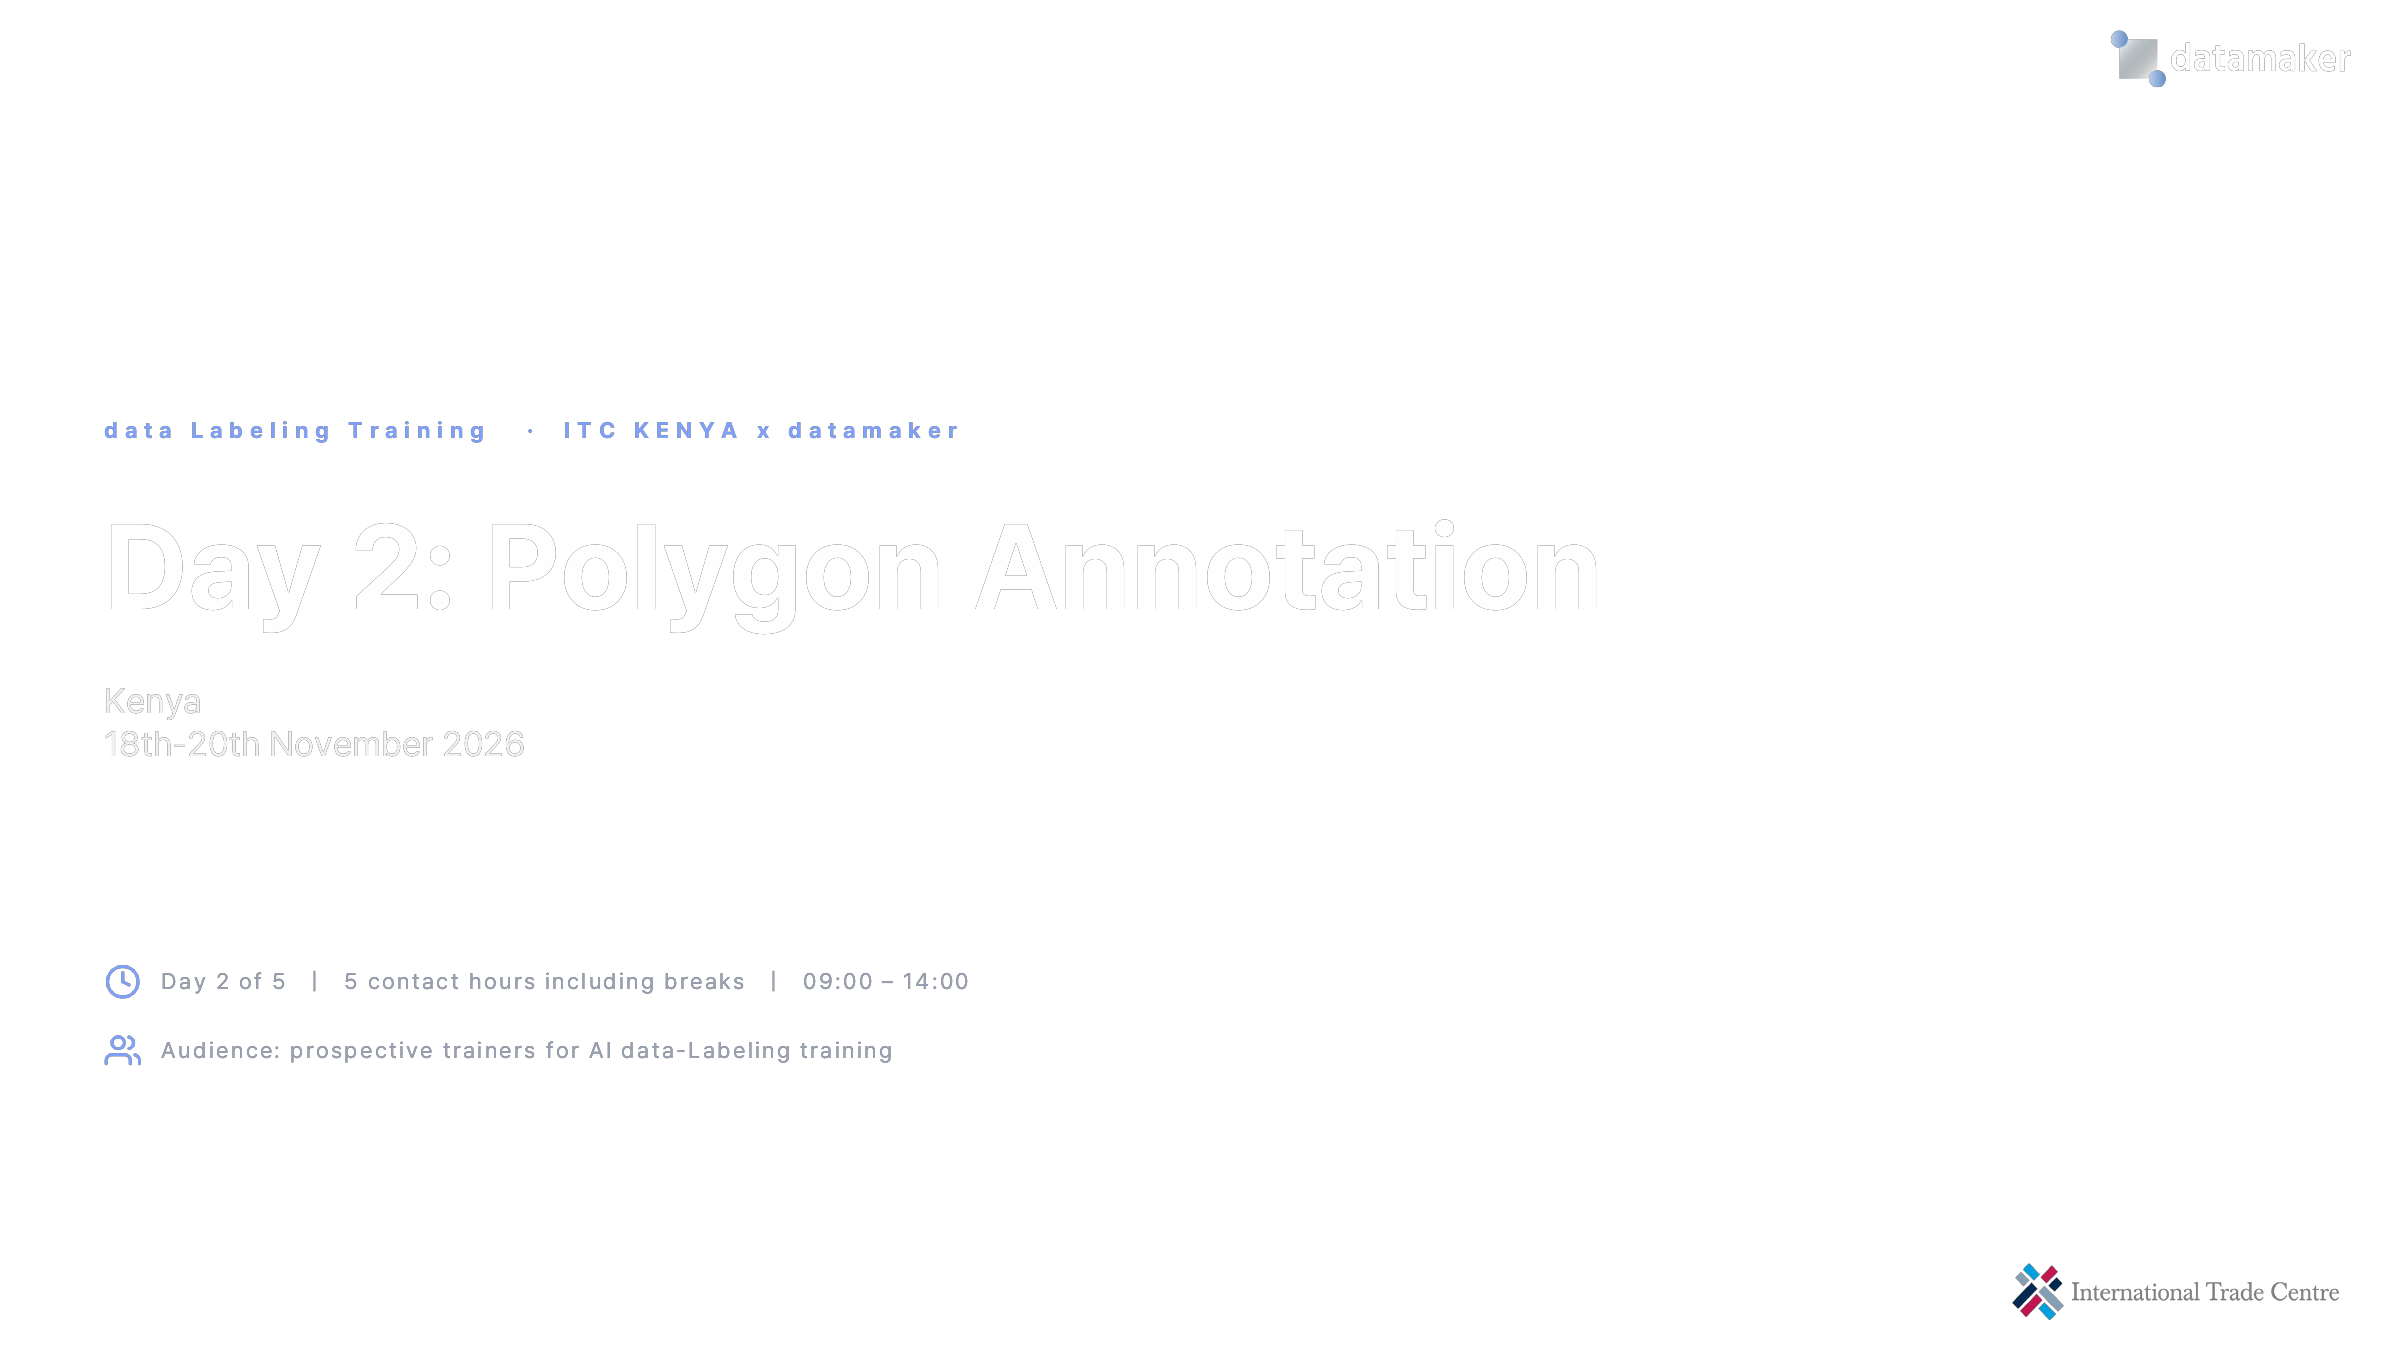 datamaker
data Labeling Training · ITC KENYA x datamaker
Day 2: Polygon Annotation
Kenya
18th-20th November 2026
Day 2 of 5 | 5 contact hours including breaks | 09:00 – 14:00
Audience: prospective trainers for AI data-Labeling training
International Trade Centre